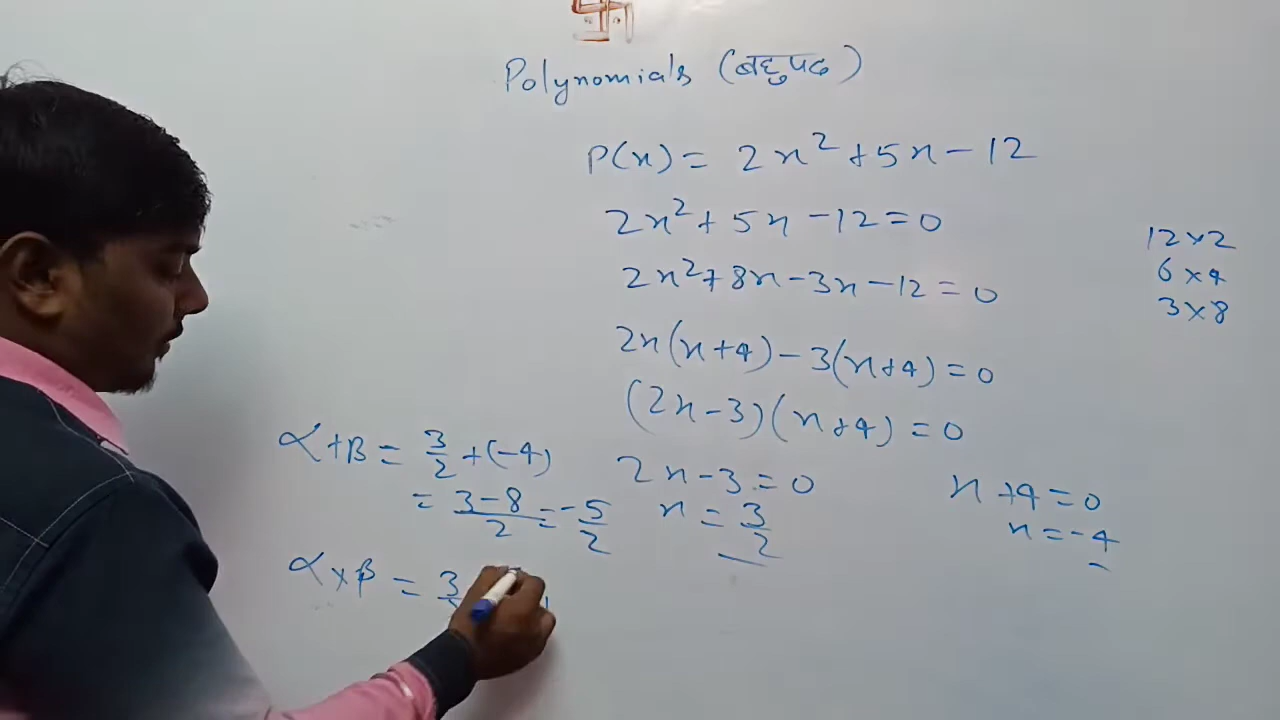 Polynomials (बहुपद)
P(x) = 2x² + 5x - 12
2x² + 5x - 12 = 0
12 x 2
2x² + 8x - 3x - 12 = 0
6 x 4
3 x 8
2x(x+4) - 3(x+4) = 0
(2x-3)(x+4) = 0
2x - 3 = 0
x = 3/2
x + 4 = 0
x = -4
α+β = 3/2 + (-4)
= 3-8/2 = -5/2
α x β = 3